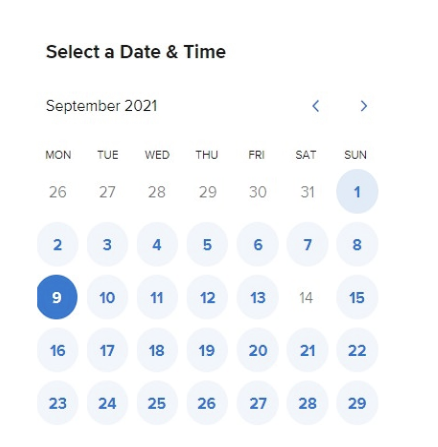 Select a Date & Time
September 2021
MON TUE WED THU FRI SAT SUN
26 27 28 29 30 31 1
2 3 4 5 6 7 8
9 10 11 12 13 14 15
16 17 18 19 20 21 22
23 24 25 26 27 28 29